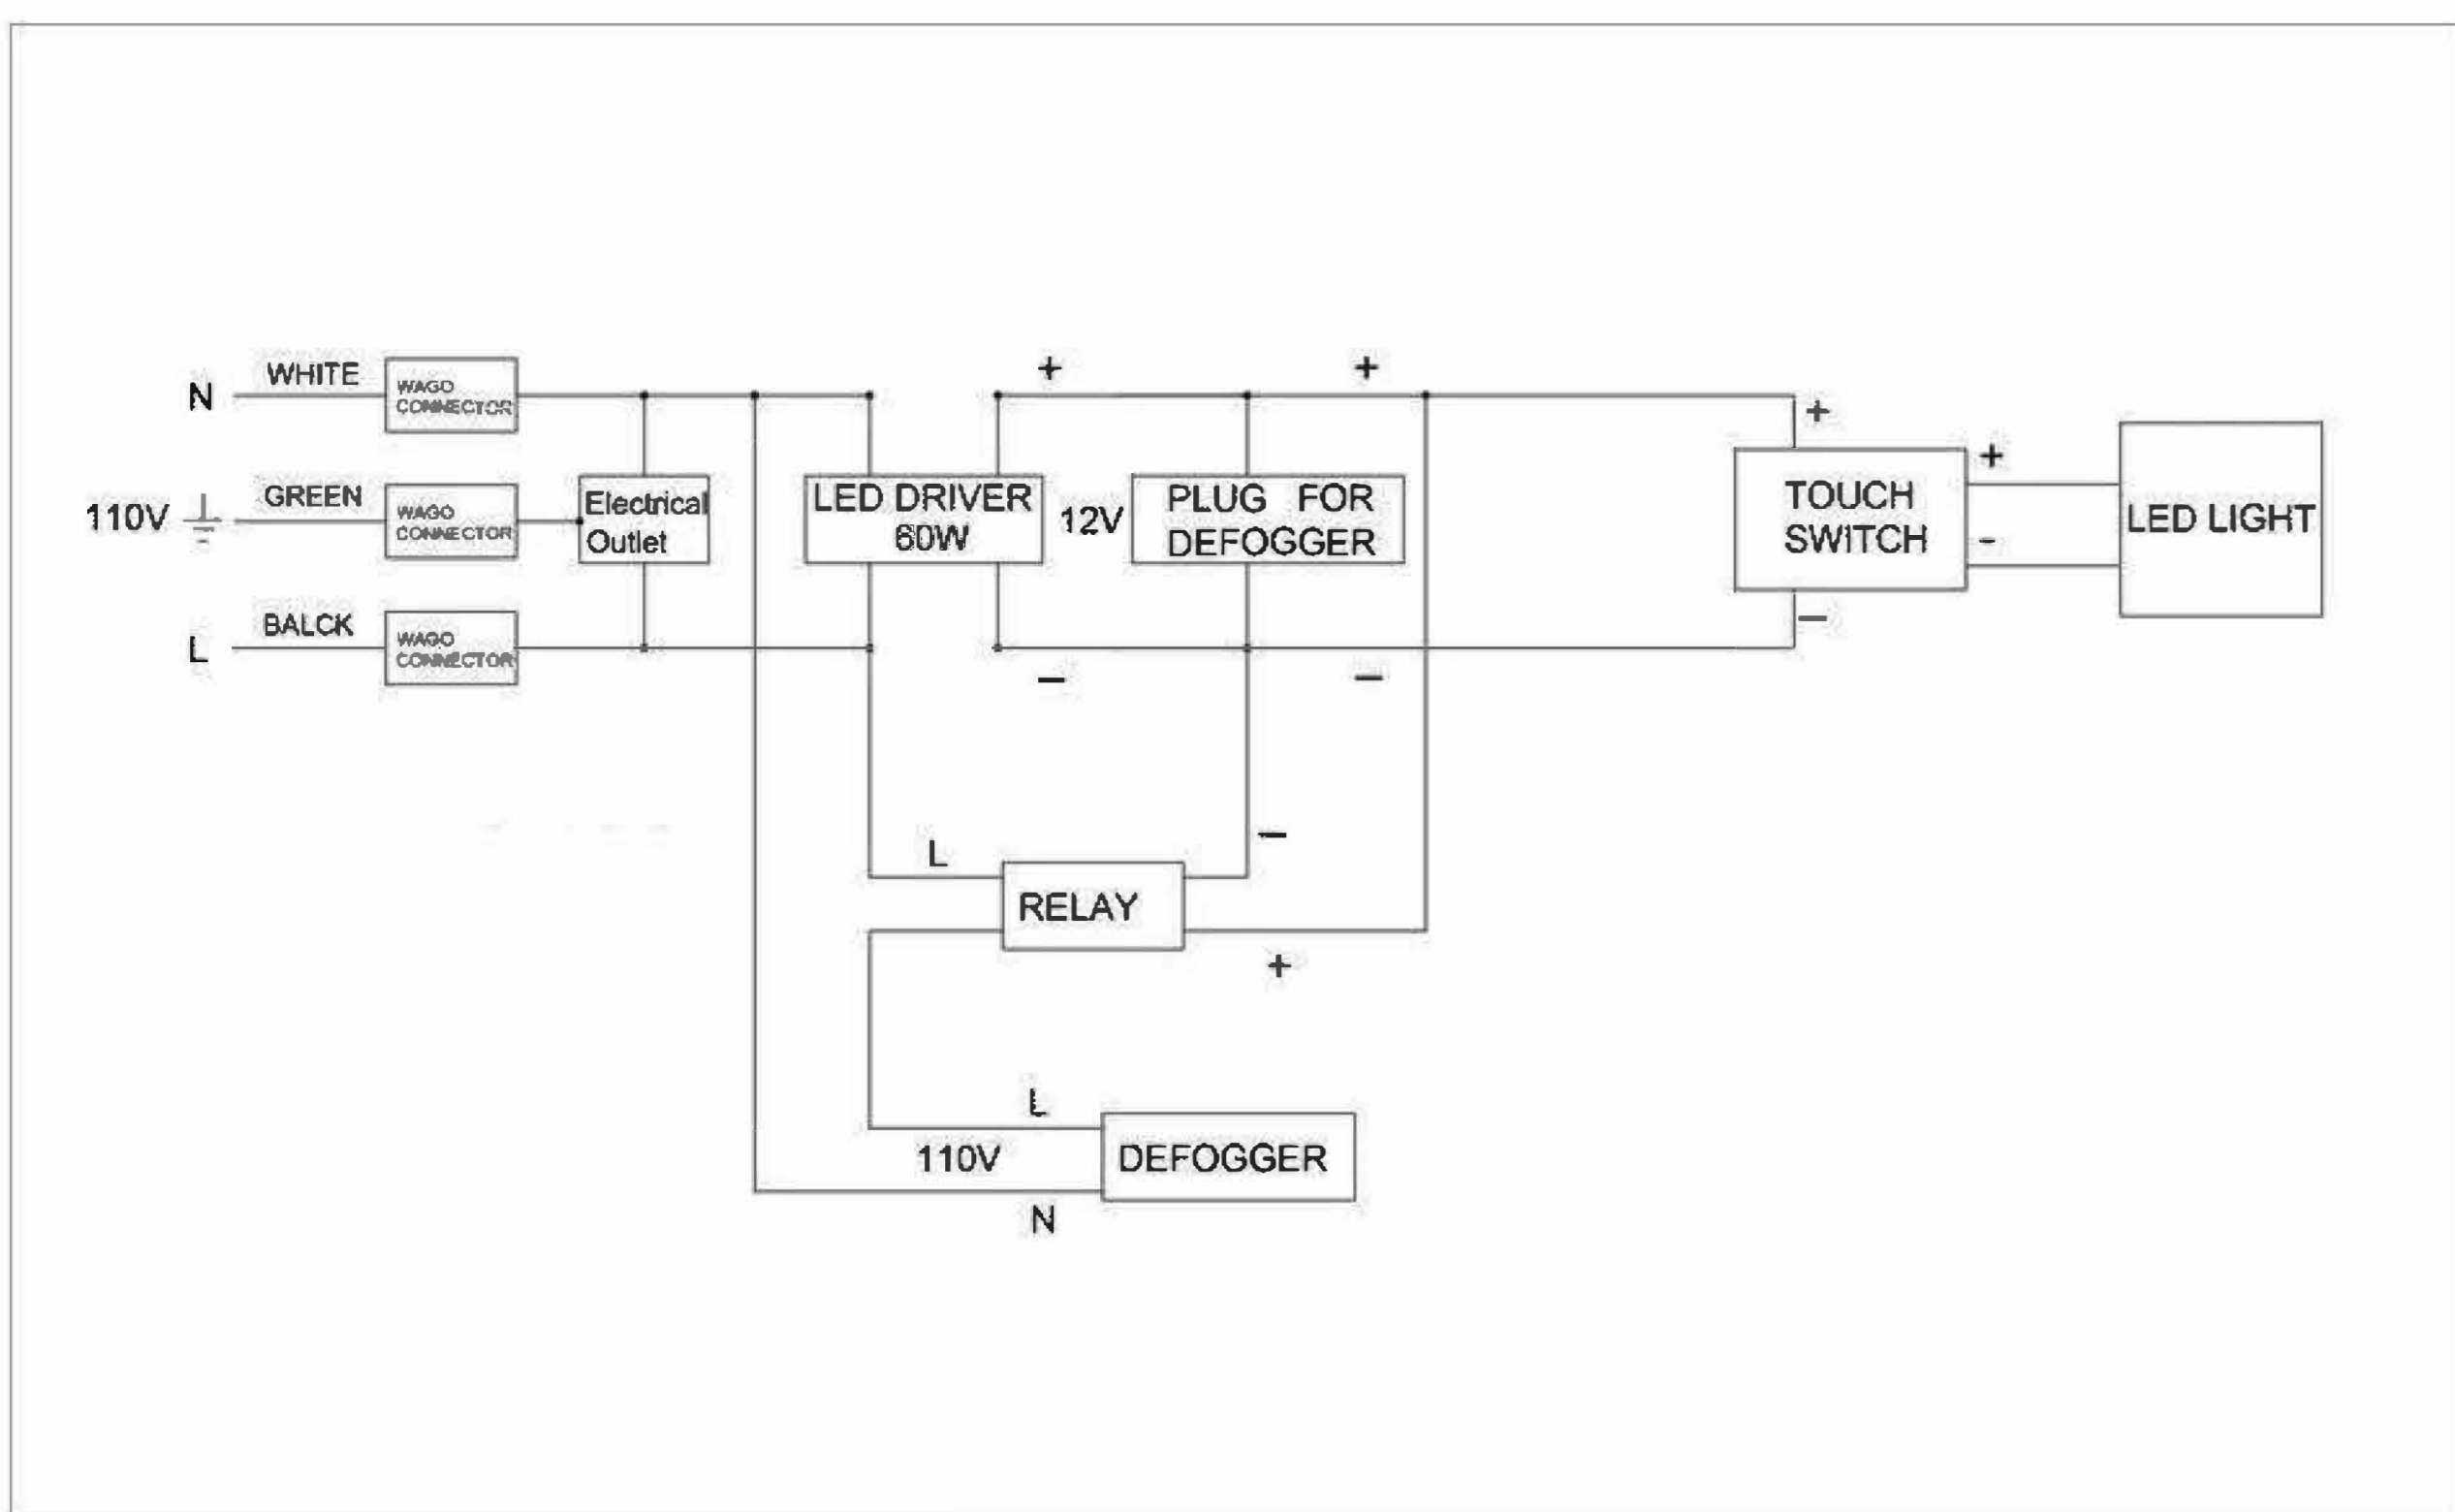 N
WHITE
WAGO
CONNECTOR
110V
GREEN
WAGO
CONNECTOR
L
BALCK
WAGO
CONNECTOR
Electrical
Outlet
LED DRIVER
60W
+
−
12V
PLUG FOR
DEFOGGER
+
−
+
−
TOUCH
SWITCH
+
-
LED LIGHT
L
RELAY
−
+
L
110V
N
DEFOGGER